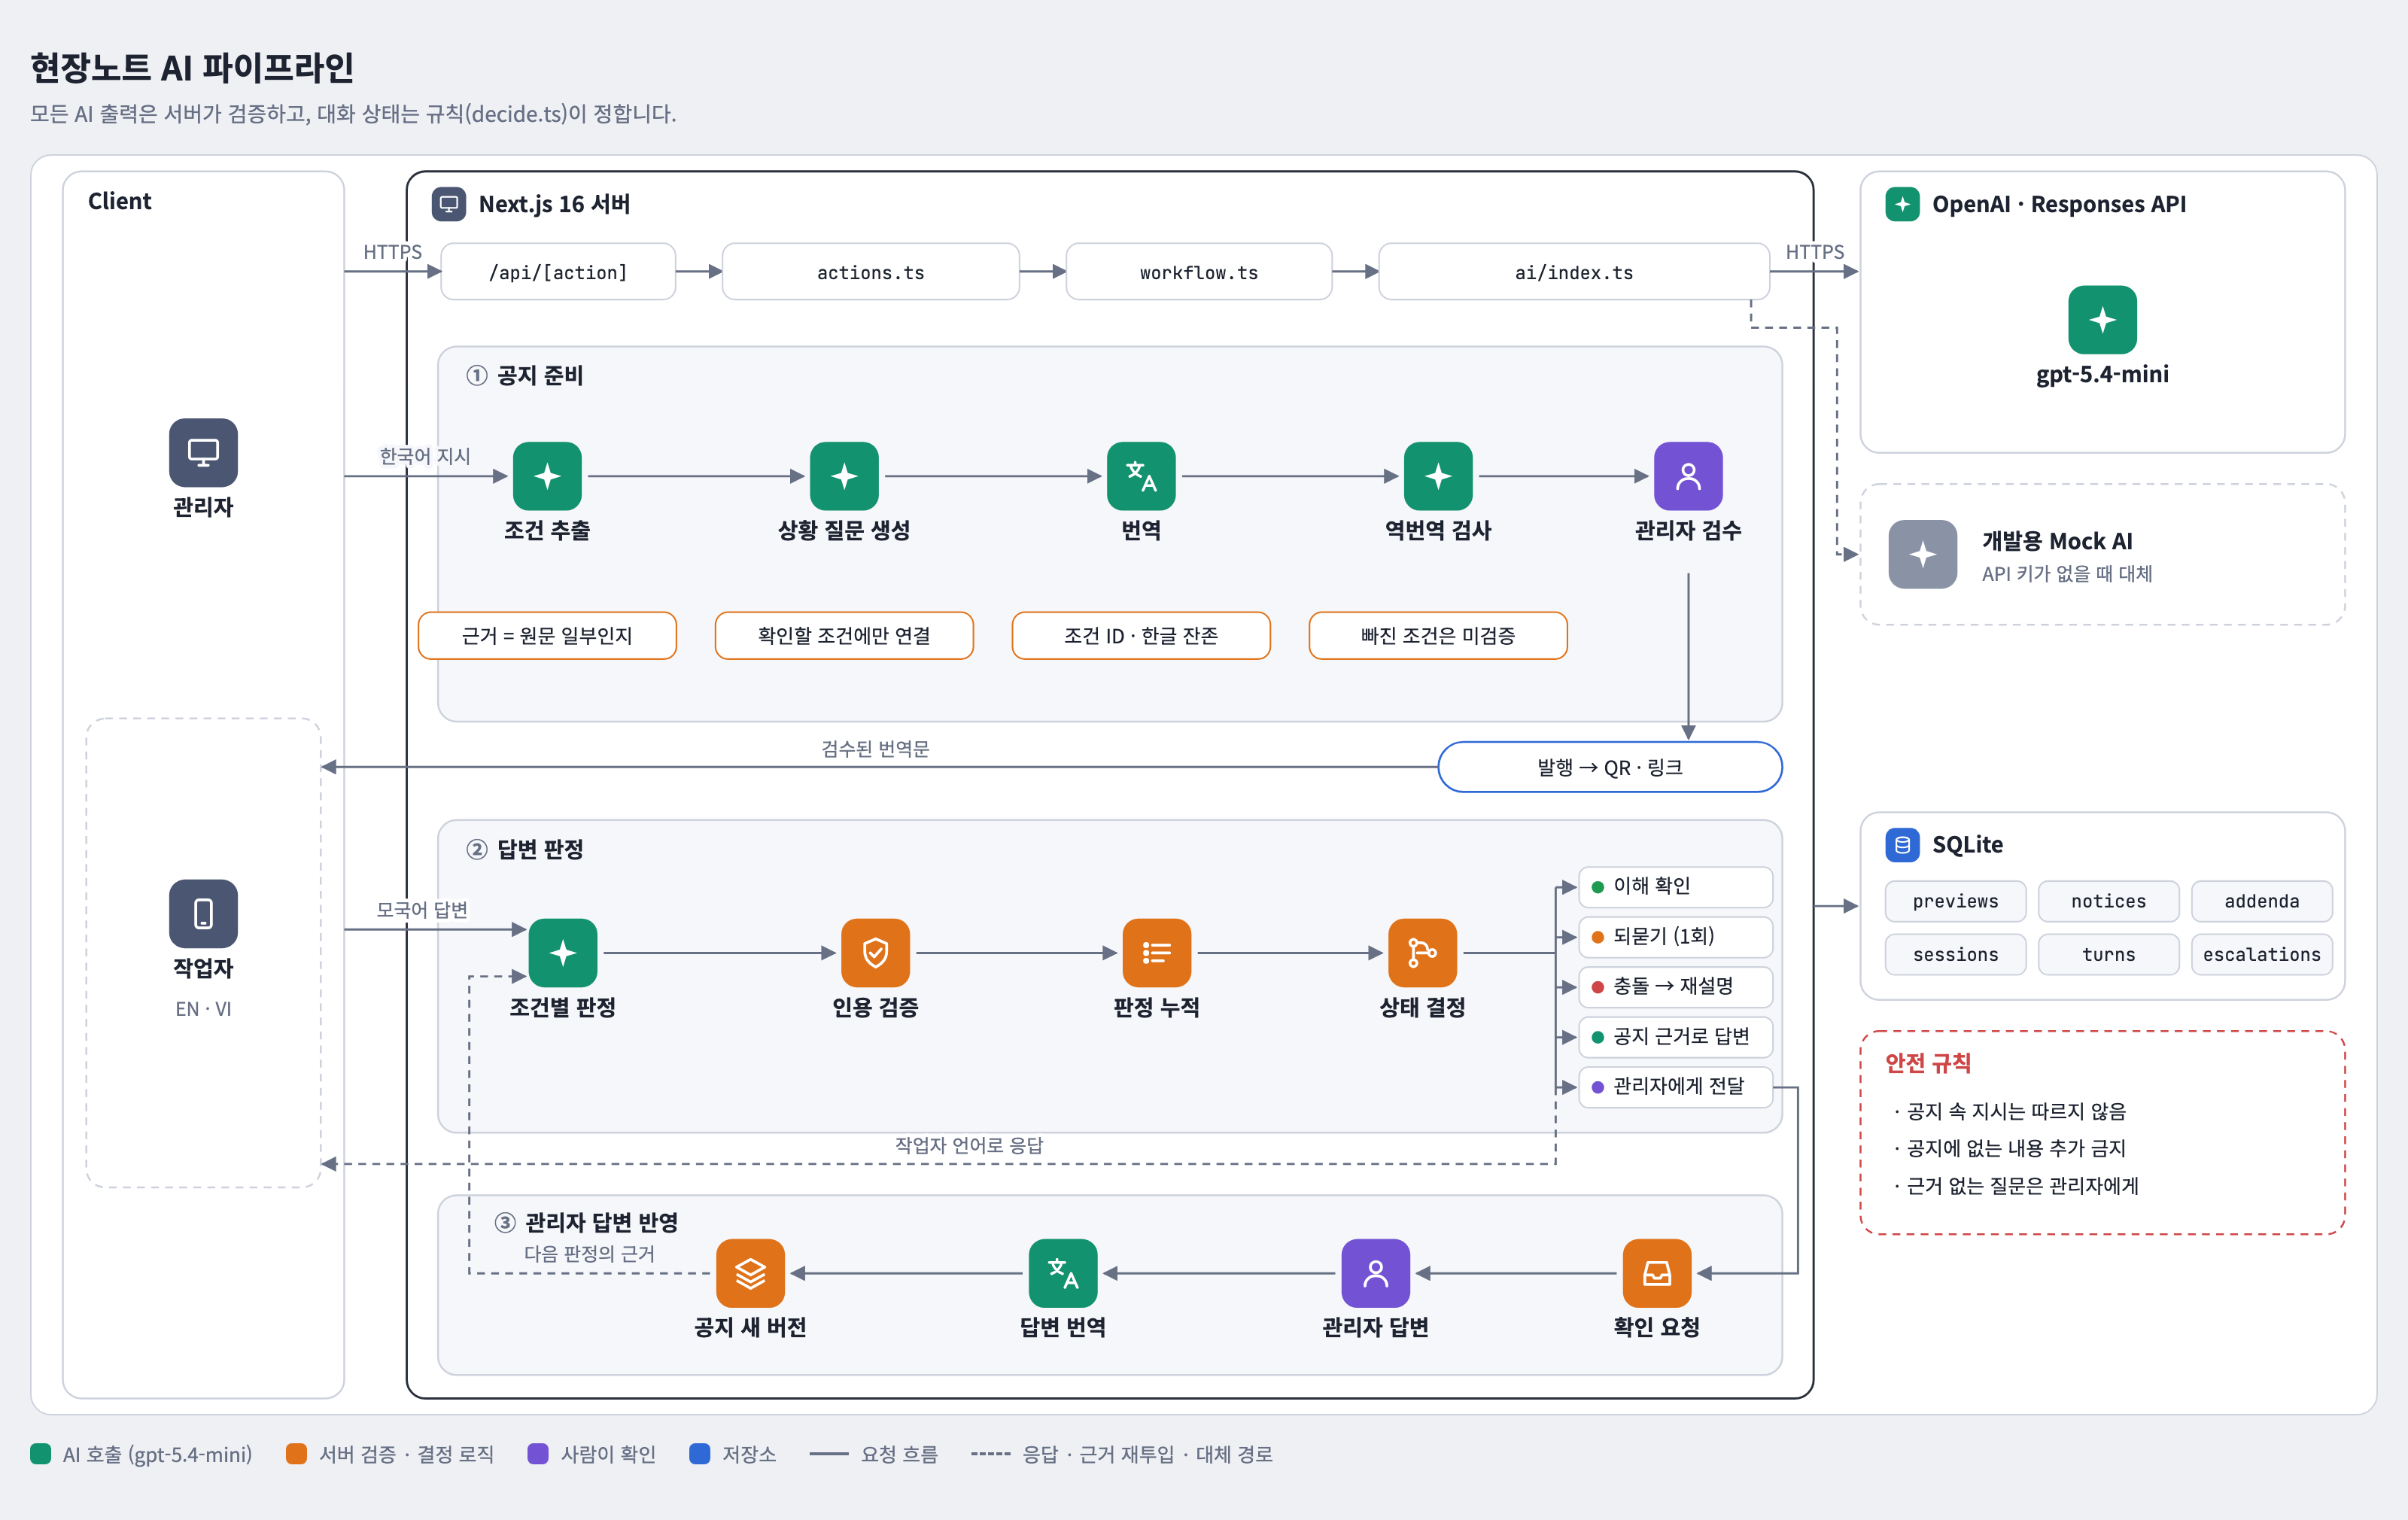 현장노트 AI 파이프라인
모든 AI 출력은 서버가 검증하고, 대화 상태는 규칙(decide.ts)이 정합니다.
Client
관리자
작업자
EN · VI
HTTPS
한국어 지시
검수된 번역문
모국어 답변
작업자 언어로 응답
Next.js 16 서버
/api/[action]
actions.ts
workflow.ts
ai/index.ts
HTTPS
① 공지 준비
조건 추출
상황 질문 생성
번역
역번역 검사
관리자 검수
근거 = 원문 일부인지
확인할 조건에만 연결
조건 ID · 한글 잔존
빠진 조건은 미검증
발행 → QR · 링크
② 답변 판정
조건별 판정
인용 검증
판정 누적
상태 결정
이해 확인
되묻기 (1회)
충돌 → 재설명
공지 근거로 답변
관리자에게 전달
③ 관리자 답변 반영
다음 판정의 근거
공지 새 버전
답변 번역
관리자 답변
확인 요청
OpenAI · Responses API
gpt-5.4-mini
개발용 Mock AI
API 키가 없을 때 대체
SQLite
previews
notices
addenda
sessions
turns
escalations
안전 규칙
· 공지 속 지시는 따르지 않음
· 공지에 없는 내용 추가 금지
· 근거 없는 질문은 관리자에게
AI 호출 (gpt-5.4-mini)
서버 검증 · 결정 로직
사람이 확인
저장소
요청 흐름
응답 · 근거 재투입 · 대체 경로